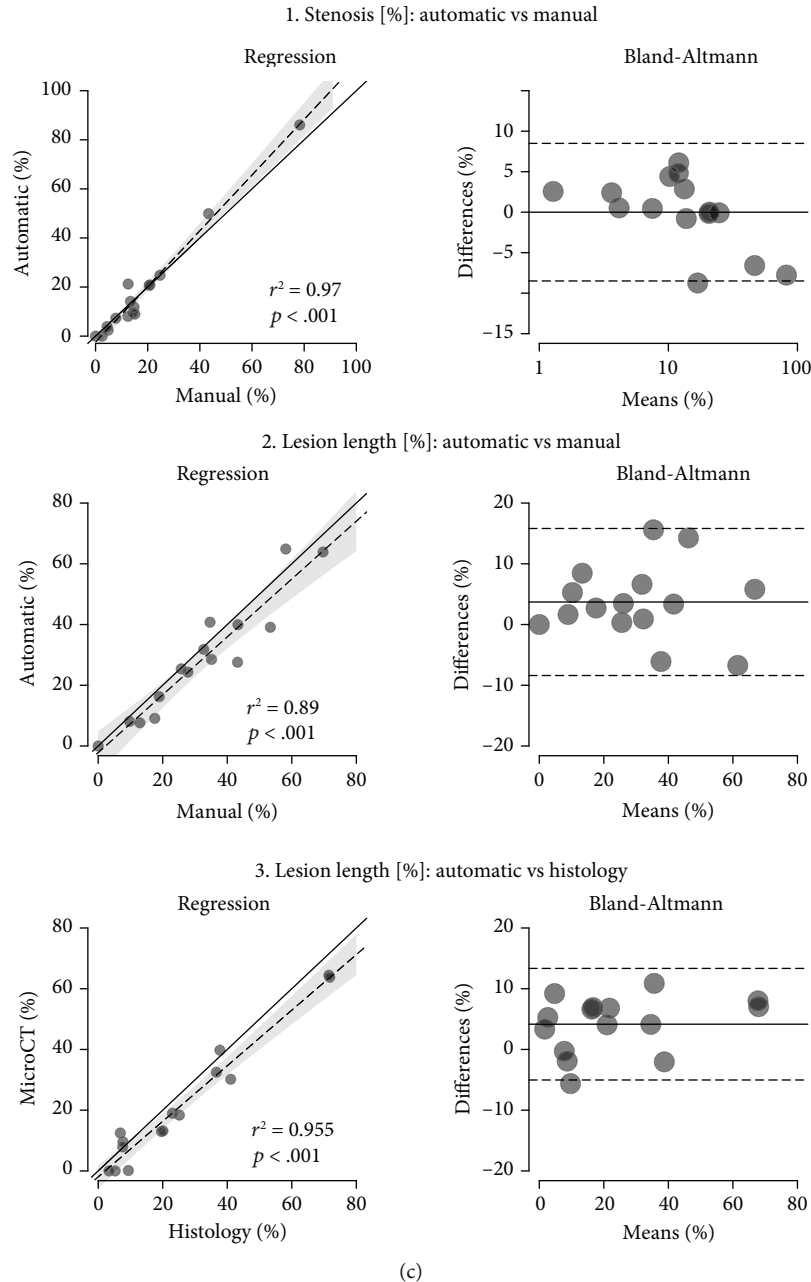 1. Stenosis [%]: automatic vs manual
Regression
100
80
60
40
20
0
Automatic (%)
r² = 0.97
p < .001
0 20 40 60 80 100
Manual (%)
Bland-Altmann
10
5
0
−5
−15
Differences (%)
1 10 100
Means (%)
2. Lesion length [%]: automatic vs manual
Regression
80
60
40
20
0
Automatic (%)
r² = 0.89
p < .001
0 20 40 60 80
Manual (%)
Bland-Altmann
20
10
0
−10
−20
Differences (%)
0 20 40 60 80
Means (%)
3. Lesion length [%]: automatic vs histology
Regression
80
60
40
20
0
MicroCT (%)
r² = 0.955
p < .001
0 20 40 60 80
Histology (%)
Bland-Altmann
20
10
0
−10
−20
Differences (%)
0 20 40 60 80
Means (%)
(c)